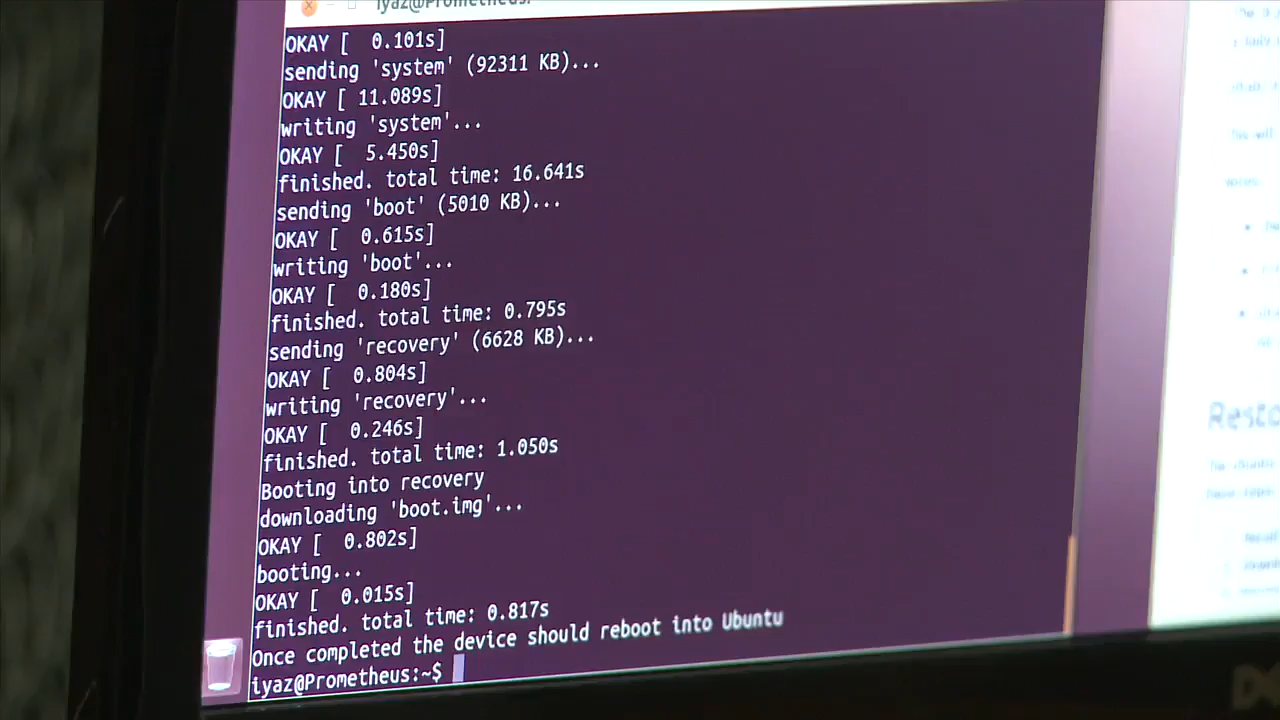 iyaz@Prometheus:
OKAY [  0.101s]
sending 'system' (92311 KB)...
OKAY [ 11.089s]
writing 'system'...
OKAY [  5.450s]
finished. total time: 16.641s
sending 'boot' (5010 KB)...
OKAY [  0.615s]
writing 'boot'...
OKAY [  0.180s]
finished. total time: 0.795s
sending 'recovery' (6628 KB)...
OKAY [  0.804s]
writing 'recovery'...
OKAY [  0.246s]
finished. total time: 1.050s
Booting into recovery
downloading 'boot.img'...
OKAY [  0.802s]
booting...
OKAY [  0.015s]
finished. total time: 0.817s
Once completed the device should reboot into Ubuntu
iyaz@Prometheus:~$